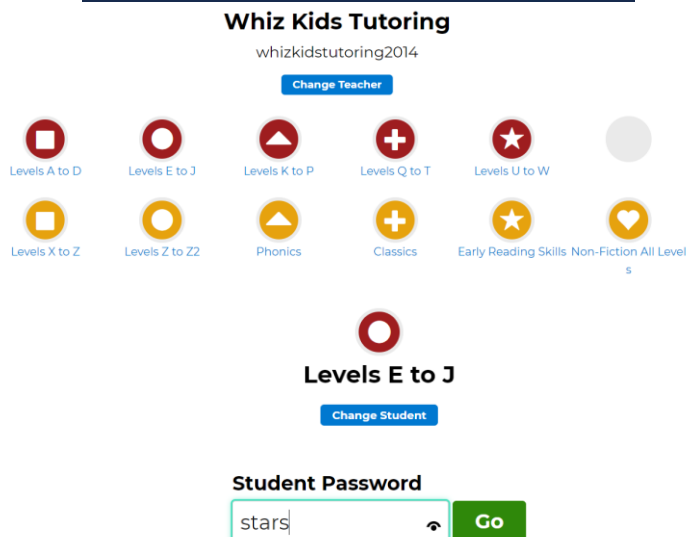 Whiz Kids Tutoring
whizkidstutoring2014
Change Teacher
Levels A to D Levels E to J Levels K to P Levels Q to T Levels U to W
Levels X to Z Levels Z to Z2 Phonics Classics Early Reading Skills Non-Fiction All Level
s
Levels E to J
Change Student
Student Password
stars Go